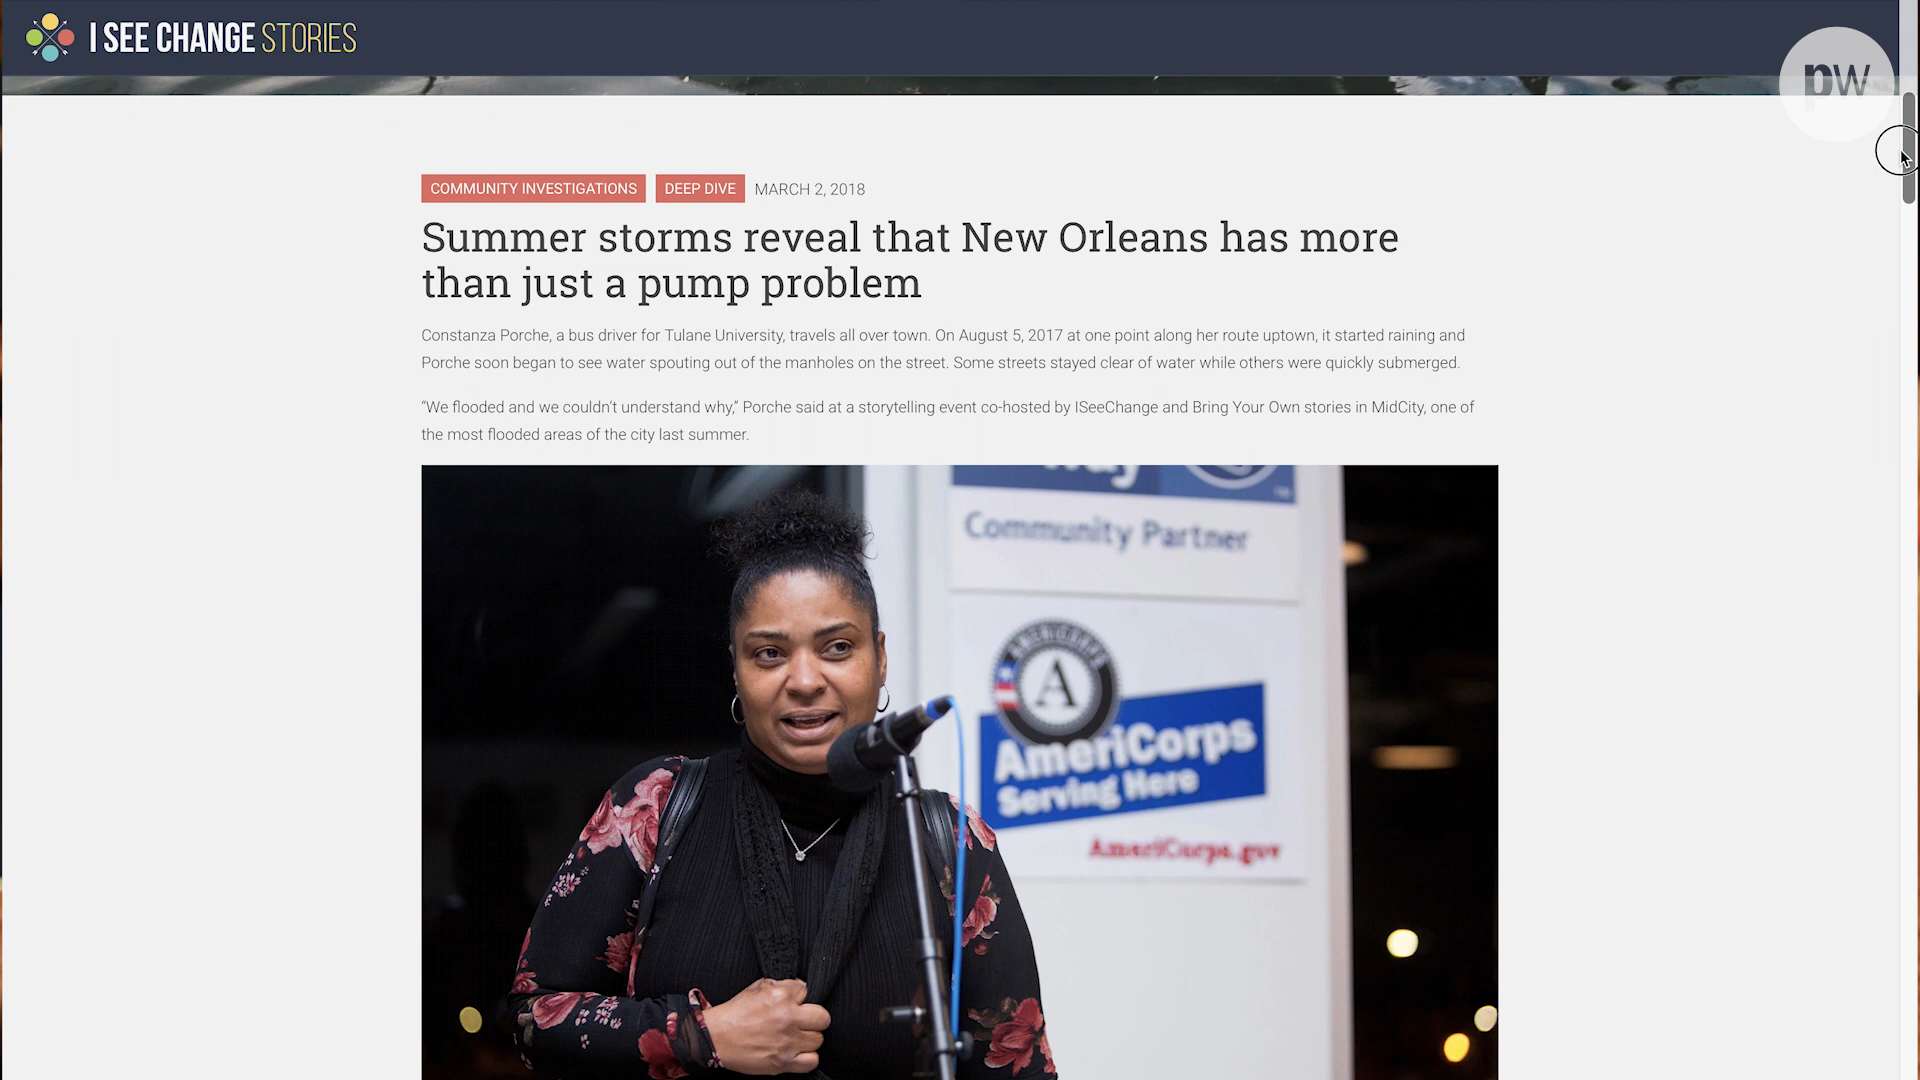 I SEE CHANGE STORIES
pw
COMMUNITY INVESTIGATIONS DEEP DIVE MARCH 2, 2018
Summer storms reveal that New Orleans has more
than just a pump problem
Constanza Porche, a bus driver for Tulane University, travels all over town. On August 5, 2017 at one point along her route uptown, it started raining and
Porche soon began to see water spouting out of the manholes on the street. Some streets stayed clear of water while others were quickly submerged.
“We flooded and we couldn’t understand why,” Porche said at a storytelling event co-hosted by ISeeChange and Bring Your Own stories in MidCity, one of
the most flooded areas of the city last summer.
Way
Community Partner
AMERICORPS
A
AmeriCorps
Serving Here
AmeriCorps.gov